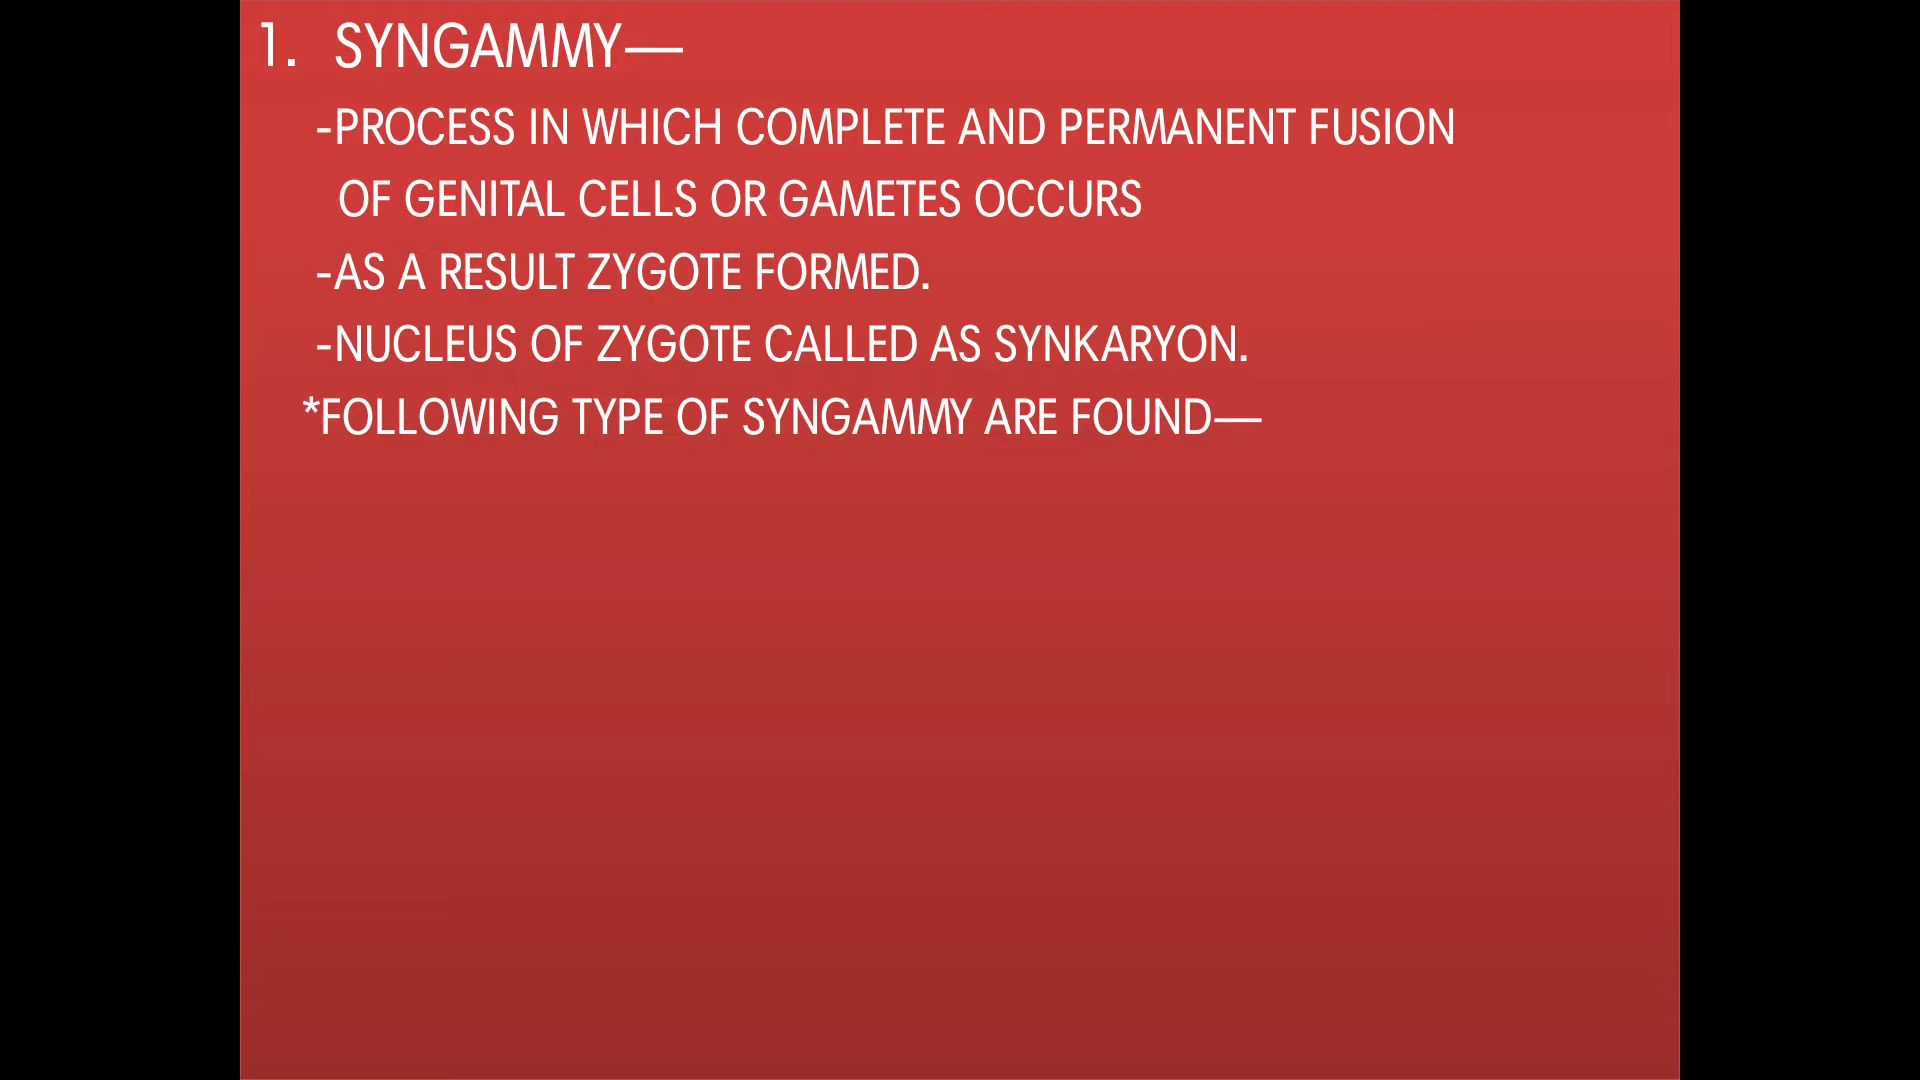 1. SYNGAMMY—
-PROCESS IN WHICH COMPLETE AND PERMANENT FUSION
OF GENITAL CELLS OR GAMETES OCCURS
-AS A RESULT ZYGOTE FORMED.
-NUCLEUS OF ZYGOTE CALLED AS SYNKARYON.
*FOLLOWING TYPE OF SYNGAMMY ARE FOUND—